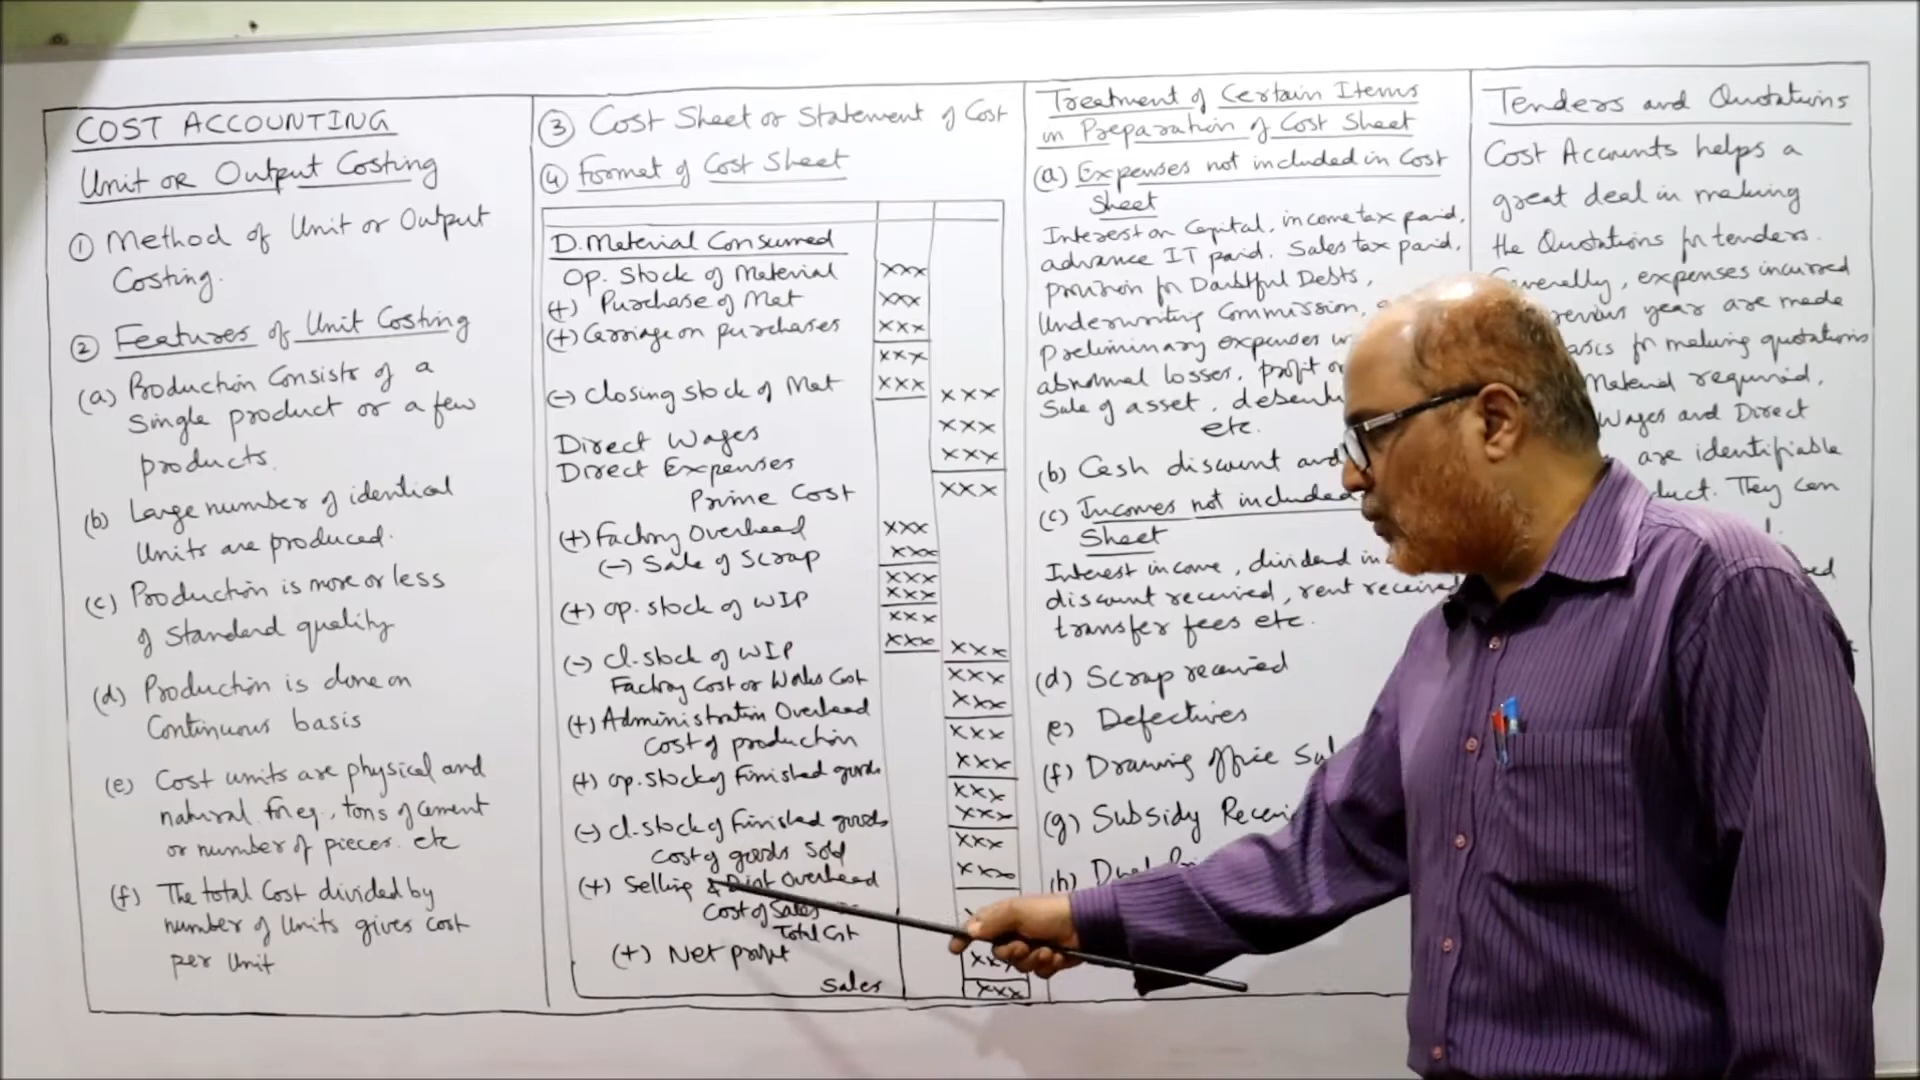 COST ACCOUNTING
Unit or Output Costing
① Method of Unit or Output
Costing.
② Features of Unit Costing
(a) Production Consists of a
Single product or a few
products.
(b) Large number of identical
Units are produced.
(c) Production is more or less
of Standard quality
(d) Production is done on
Continuous basis
(e) Cost units are physical and
natural. for eg., tons of cement
or number of pieces. etc
(f) The total Cost divided by
number of Units gives cost
per Unit
③ Cost Sheet or Statement of Cost
④ Format of Cost Sheet
D. Material Consumed
Op. Stock of Material xxx
(+) Purchase of Mat xxx
(+) Carriage on purchases xxx
xxx
(-) Closing stock of Mat xxx xxx
Direct Wages xxx
Direct Expenses xxx
Prime Cost xxx
(+) Factory Overhead xxx
(-) Sale of Scrap xxx
xxx
(+) op. stock of WIP xxx
xxx
(-) cl. stock of WIP xxx xxx
Factory Cost or Works Cost xxx
(+) Administration Overhead xxx
Cost of production xxx
(+) op. stock of Finished goods xxx
xxx
(-) cl. stock of Finished goods xxx
Cost of goods Sold xxx
(+) Selling & Dist Overhead xxx
Cost of Sales
Total Cst
(+) Net profit xxx
Sales xxx
Treatment of Certain Items
in Preparation of Cost Sheet
(a) Expenses not included in Cost
Sheet
Interest on Capital, income tax paid,
advance IT paid. Sales tax paid,
provision for Doubtful Debts,
Underwriting Commission,
preliminary expenses
abnormal losses, profit
Sale of asset,
etc.
(b) Cash discount and
(c) Incomes not included
Sheet
Interest income, dividend
discount received, rent received
transfer fees etc.
(d) Scrap received
(e) Defectives
(f) Drawing office
(g) Subsidy
(h)
Tenders and Quotations
Cost Accounts helps a
great deal in making
the Quotations for tenders.
Generally, expenses incurred
year are made
for making quotations
Material required,
Wages and Direct
are identifiable
They can